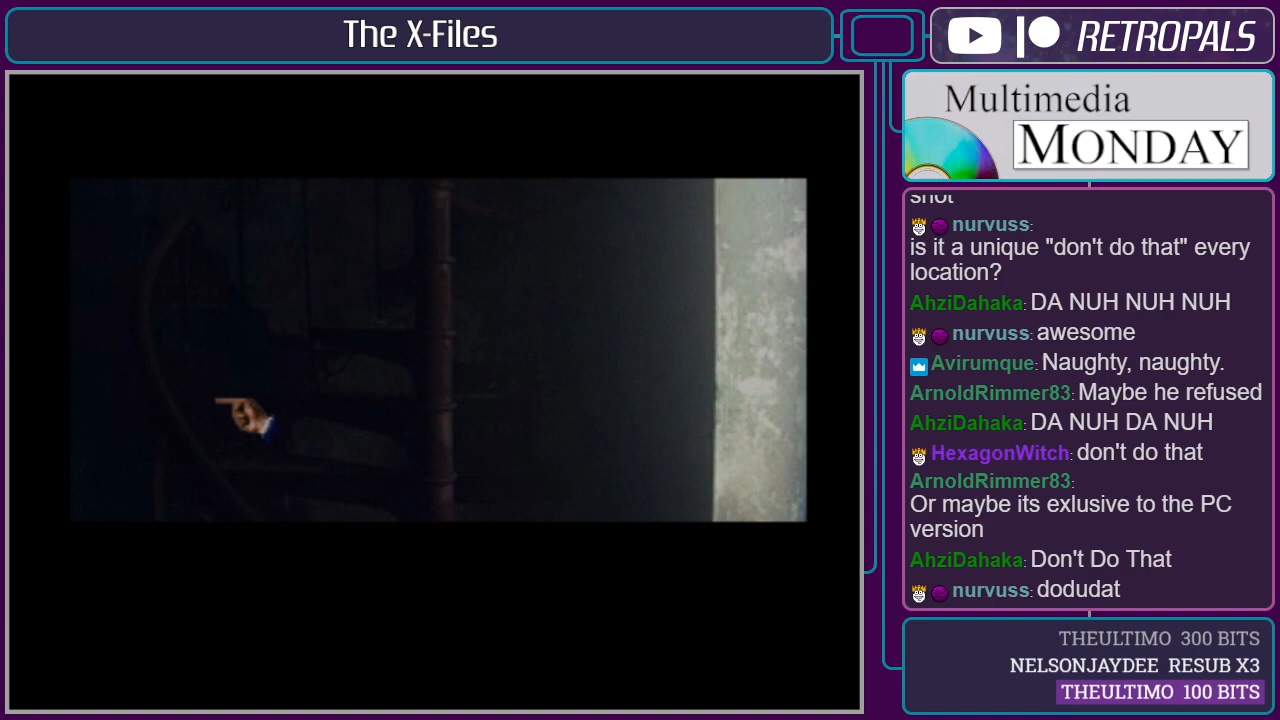 The X-Files
RETROPALS
Multimedia
MONDAY
shot
nurvuss:
is it a unique "don't do that" every
location?
AhziDahaka: DA NUH NUH NUH
nurvuss: awesome
Avirumque: Naughty, naughty.
ArnoldRimmer83: Maybe he refused
AhziDahaka: DA NUH DA NUH
HexagonWitch: don't do that
ArnoldRimmer83:
Or maybe its exlusive to the PC
version
AhziDahaka: Don't Do That
nurvuss: dodudat
THEULTIMO 300 BITS
NELSONJAYDEE RESUB X3
THEULTIMO 100 BITS